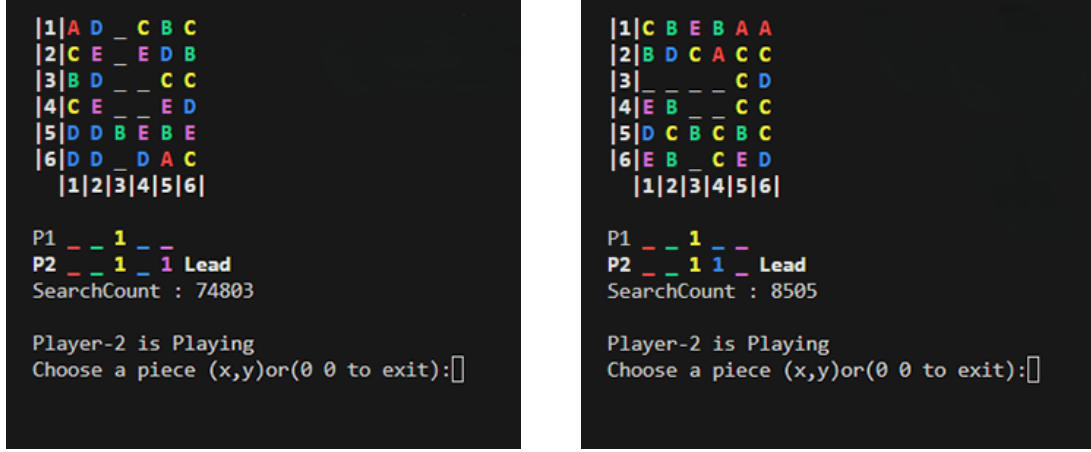 |1|A D _ C B C
|2|C E _ E D B
|3|B D _ _ C C
|4|C E _ _ E D
|5|D D B E B E
|6|D D _ D A C
|1|2|3|4|5|6|
P1 _ _ 1 _ _
P2 _ _ 1 _ 1 Lead
SearchCount : 74803
Player-2 is Playing
Choose a piece (x,y)or(0 0 to exit):
|1|C B E B A A
|2|B D C A C C
|3|_ _ _ _ C D
|4|E B _ _ C C
|5|D C B C B C
|6|E B _ C E D
|1|2|3|4|5|6|
P1 _ _ 1 _ _
P2 _ _ 1 1 _ Lead
SearchCount : 8505
Player-2 is Playing
Choose a piece (x,y)or(0 0 to exit):